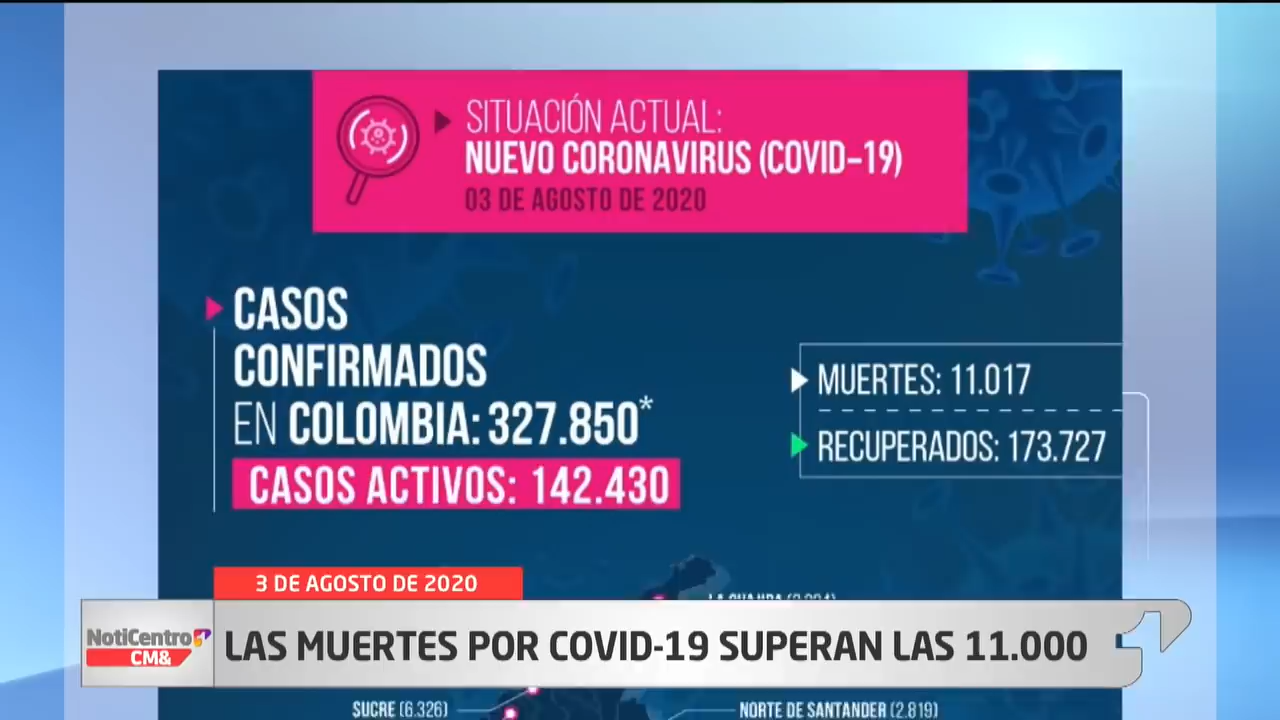 SITUACIÓN ACTUAL:
NUEVO CORONAVIRUS (COVID-19)
03 DE AGOSTO DE 2020
CASOS
CONFIRMADOS
EN COLOMBIA: 327.850*
CASOS ACTIVOS: 142.430
MUERTES: 11.017
RECUPERADOS: 173.727
3 DE AGOSTO DE 2020
NotiCentro 1
CM&
LAS MUERTES POR COVID-19 SUPERAN LAS 11.000
1
SUCRE (6.326)
NORTE DE SANTANDER (2.819)